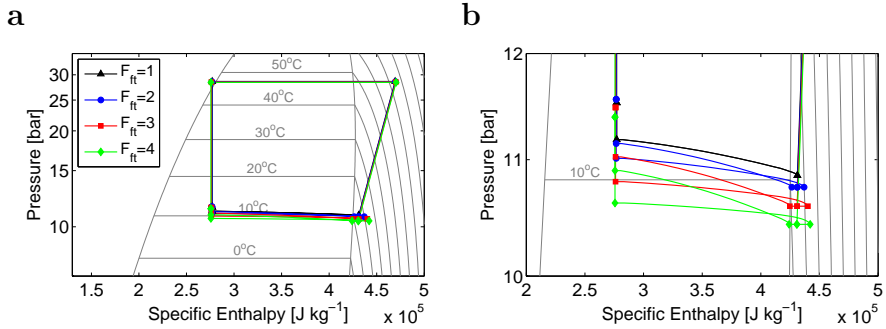 a
b
F_ft=1
F_ft=2
F_ft=3
F_ft=4
50°C
40°C
30°C
20°C
10°C
0°C
30
25
20
15
10
Pressure [bar]
1.5 2 2.5 3 3.5 4 4.5 5
Specific Enthalpy [J kg⁻¹]
x 10⁵
12
11
10
Pressure [bar]
10°C
2 2.5 3 3.5 4 4.5 5
Specific Enthalpy [J kg⁻¹]
x 10⁵